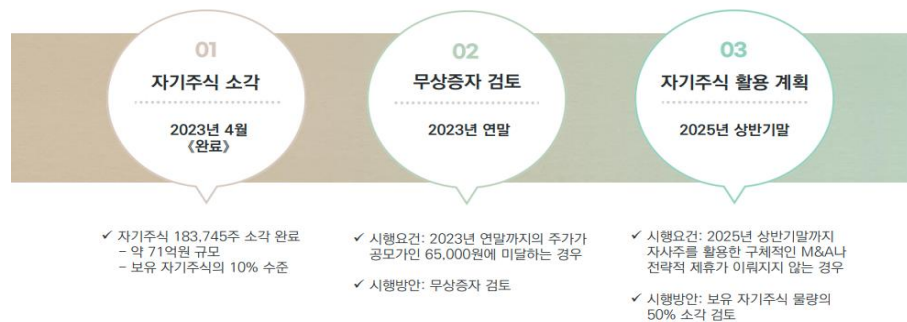 01
자기주식 소각
2023년 4월
《완료》
✓ 자기주식 183,745주 소각 완료
– 약 71억원 규모
– 보유 자기주식의 10% 수준
02
무상증자 검토
2023년 연말
✓ 시행요건: 2023년 연말까지의 주가가
공모가인 65,000원에 미달하는 경우
✓ 시행방안: 무상증자 검토
03
자기주식 활용 계획
2025년 상반기말
✓ 시행요건: 2025년 상반기말까지
자사주를 활용한 구체적인 M&A나
전략적 제휴가 이뤄지지 않는 경우
✓ 시행방안: 보유 자기주식 물량의
50% 소각 검토